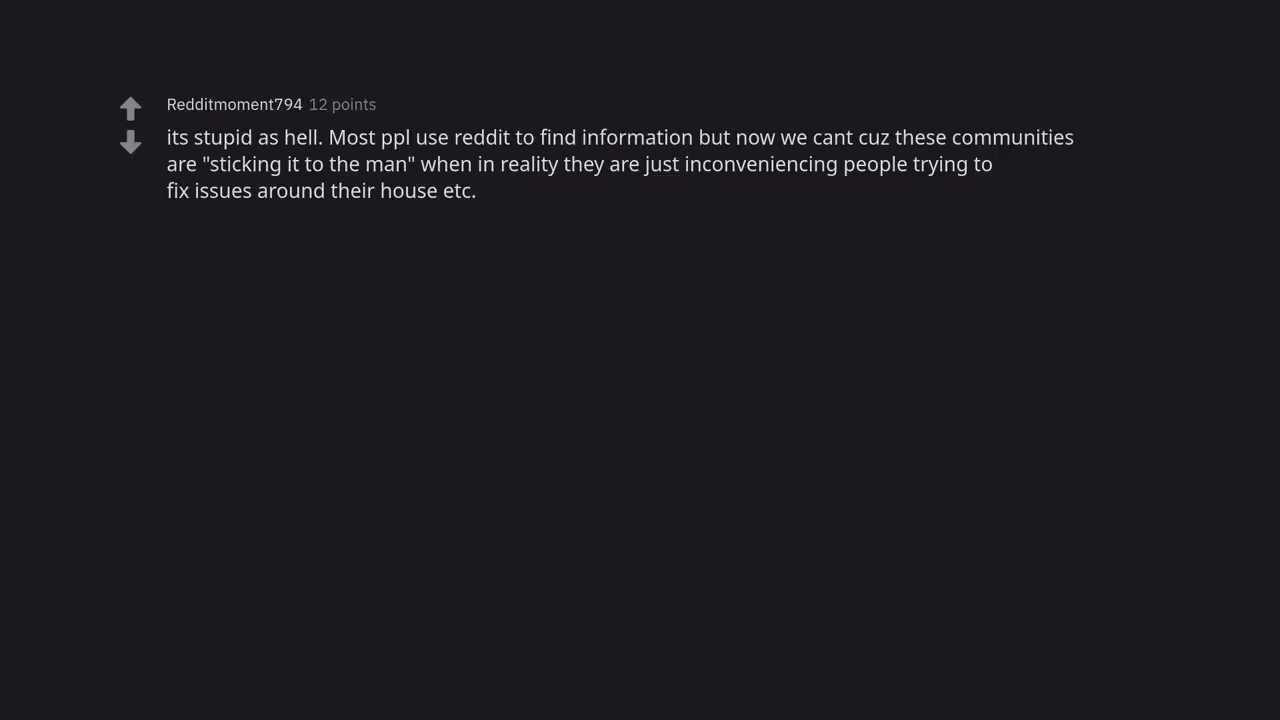 Redditmoment794 12 points
its stupid as hell. Most ppl use reddit to find information but now we cant cuz these communities
are "sticking it to the man" when in reality they are just inconveniencing people trying to
fix issues around their house etc.